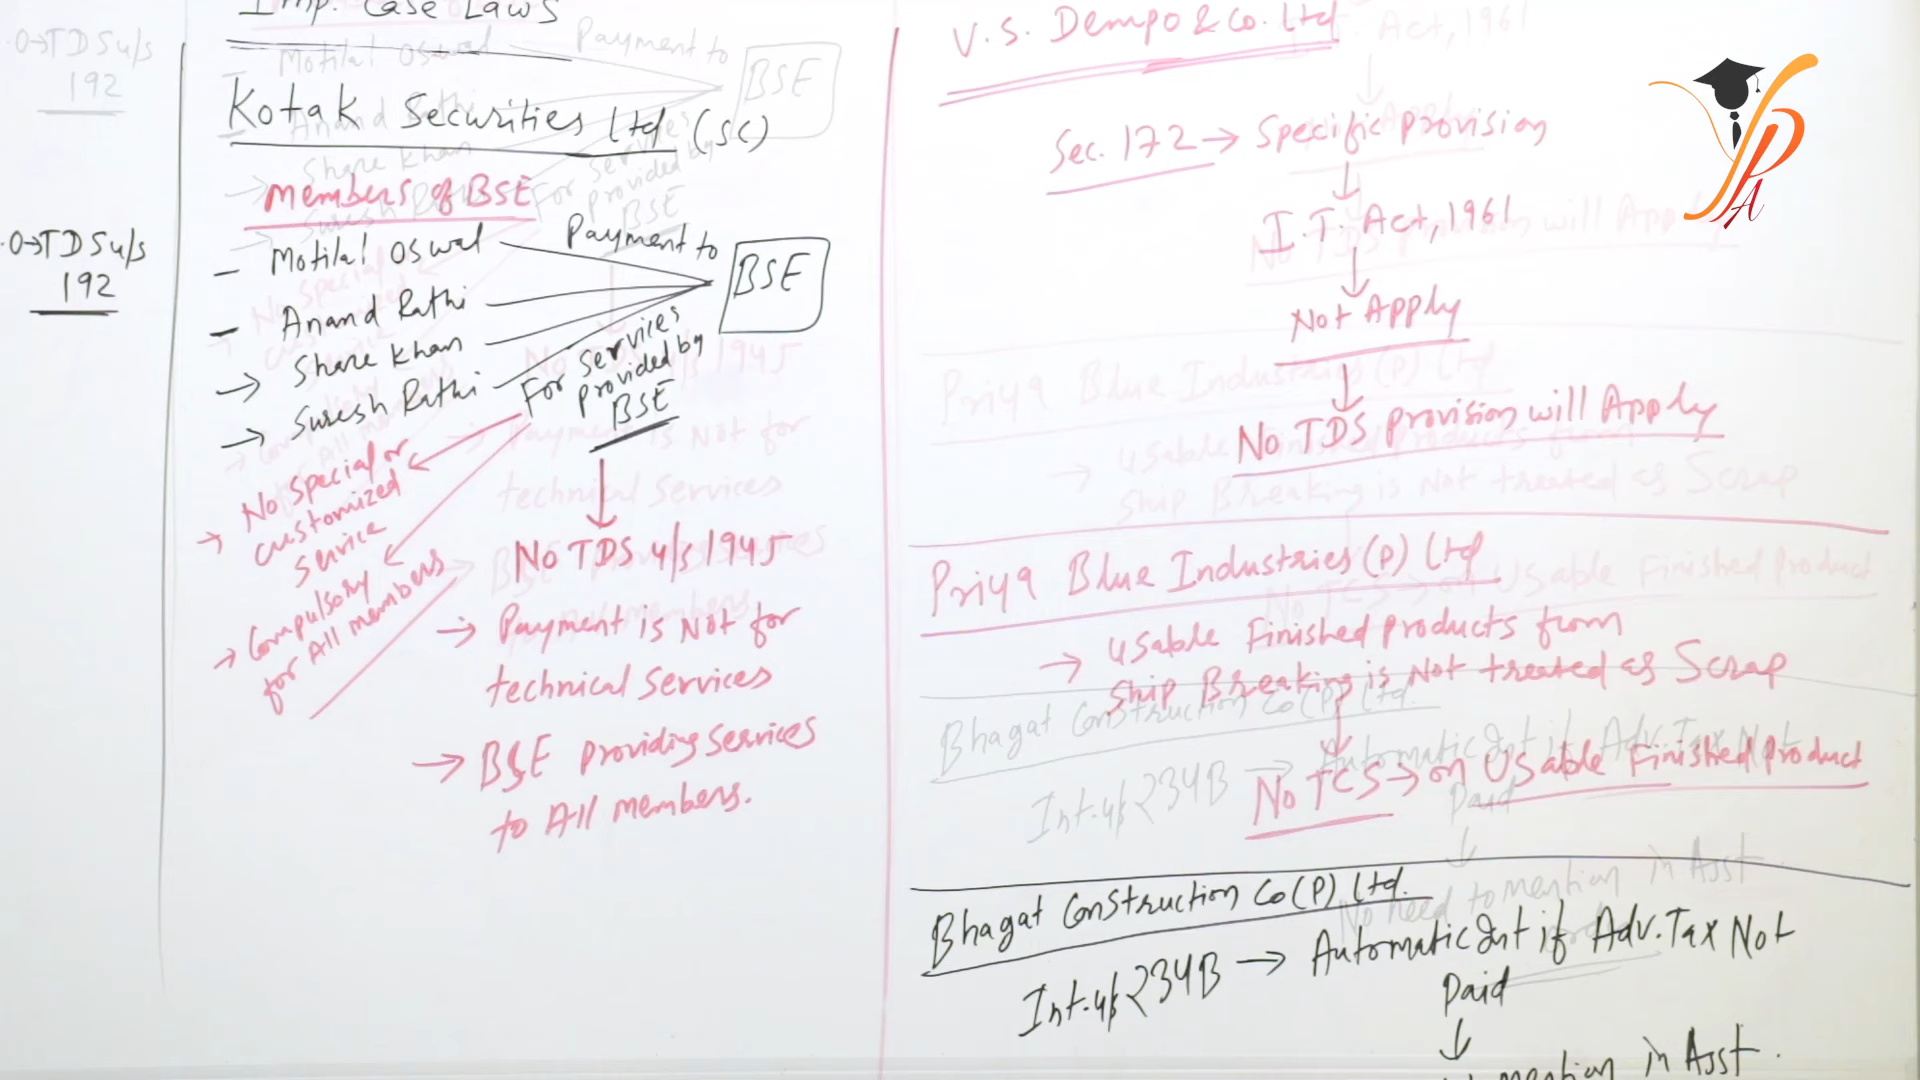 Imp. Case Laws
0→TDS u/s
192
Kotak Securities Ltd (SC)
Members of BSE
- Motilal Oswal
- Anand Rathi
→ Share Khan
→ Suresh Rathi
Payment to
BSE
For services
provided by
BSE
→ No special or
customized
service
→ Compulsory
for All members
No TDS u/s 194J
→ Payment is Not for
technical services
→ BSE providing services
to All members.
V.S. Dempo & Co. Ltd
Sec. 172 → Specific provision
I.T. Act, 1961
Not Apply
No TDS provision will Apply
Priya Blue Industries (P) Ltd
→ Usable Finished products from
Ship Breaking is Not treated as Scrap
No TCS → on Usable Finished Product
Bhagat Construction Co (P) Ltd.
Int. u/s 234B → Automatic Int if Adv. Tax Not
Paid
mention in Asst.